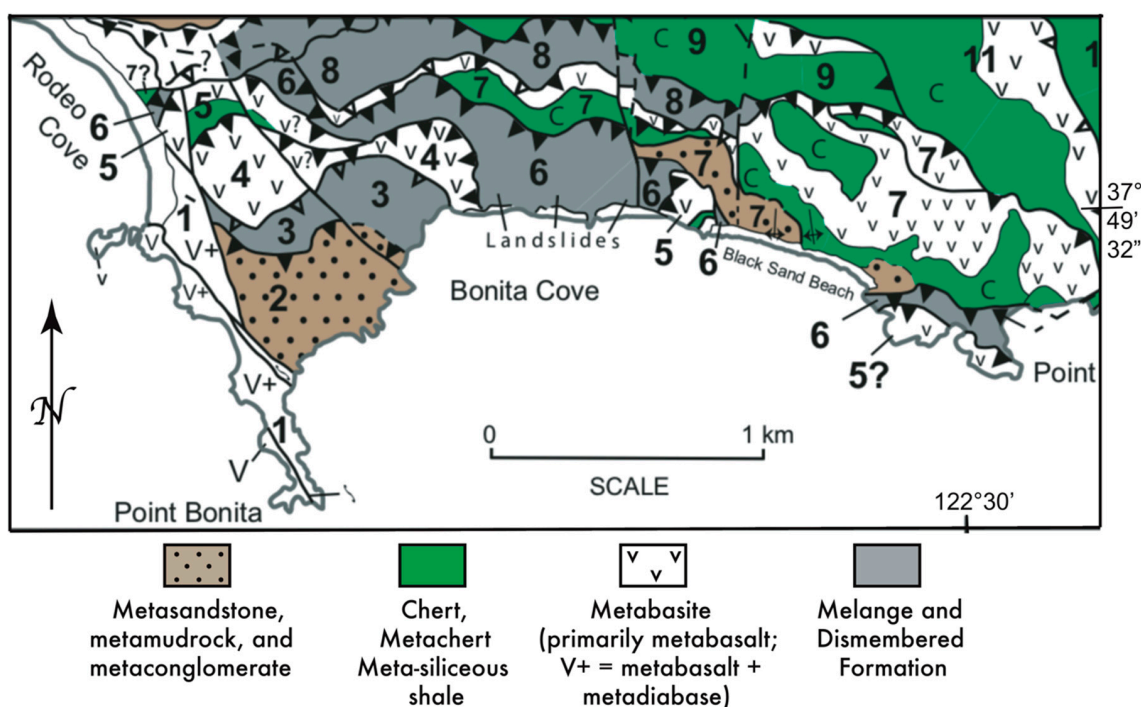 9
11
1
8
8
C
9
7?
?
6
7
C
7
8
5
v?
Rodeo
Cove
6
5
4
v?
4
6
7
C
7
7
37°
49'
32"
3
3
6
C
7
1
V+
Landslides
5
6
Black Sand Beach
C
2
V+
Bonita Cove
6
5?
Point
N
V+
1
0
1 km
V
SCALE
Point Bonita
122°30'
Metasandstone,
metamudrock, and
metaconglomerate
Chert,
Metachert
Meta-siliceous
shale
Metabasite
(primarily metabasalt;
V+ = metabasalt +
metadiabase)
Melange and
Dismembered
Formation